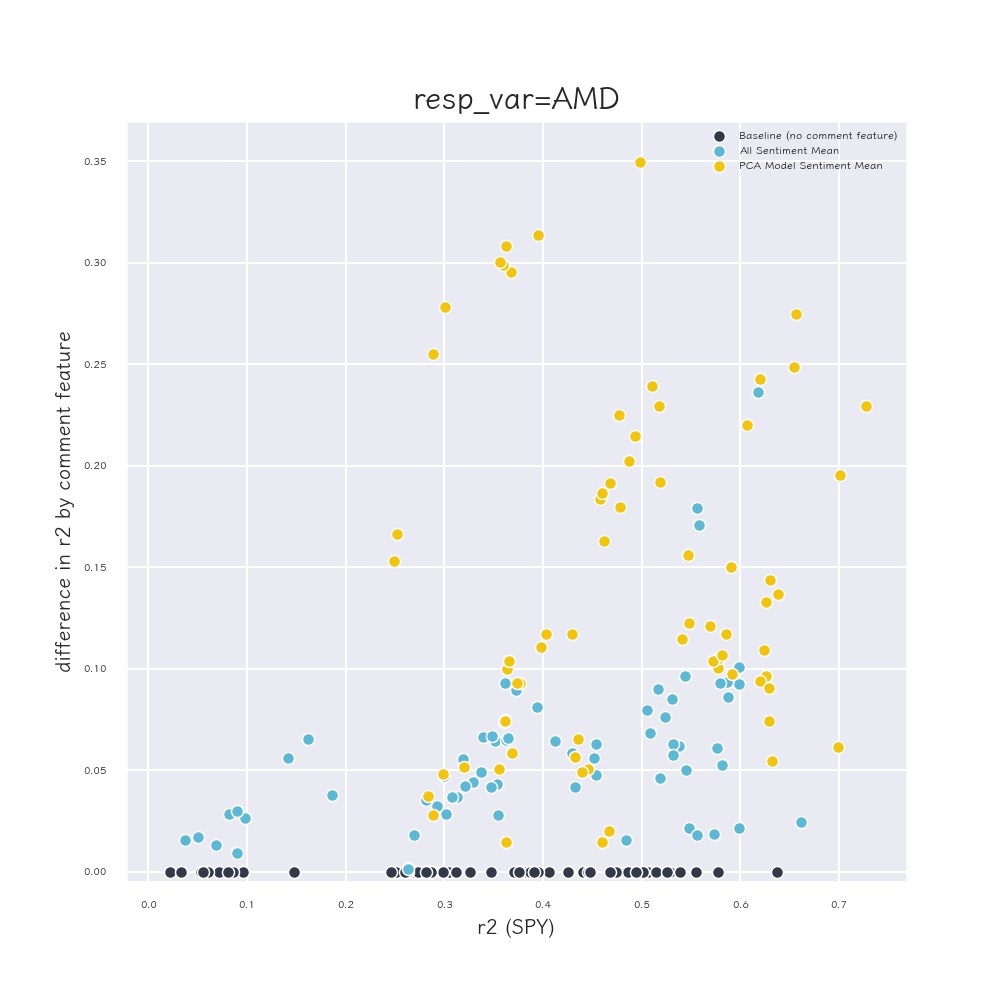 resp_var=AMD
Baseline (no comment feature)
All Sentiment Mean
PCA Model Sentiment Mean
difference in r2 by comment feature
0.35
0.30
0.25
0.20
0.15
0.10
0.05
0.00
0.0 0.1 0.2 0.3 0.4 0.5 0.6 0.7
r2 (SPY)